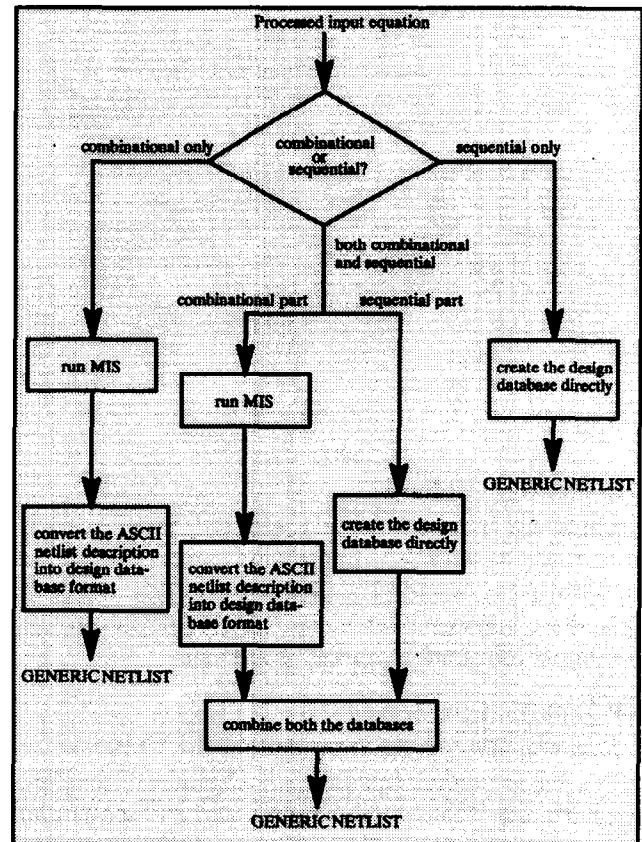 Processed input equation
combinational only
combinational
or
sequential?
sequential only
both combinational
and sequential
combinational part
sequential part
run MIS
run MIS
create the design
database directly
GENERIC NETLIST
convert the ASCII
netlist description
into design data-
base format
create the design
database directly
convert the ASCII
netlist description
into design data-
base format
GENERIC NETLIST
combine both the databases
GENERIC NETLIST